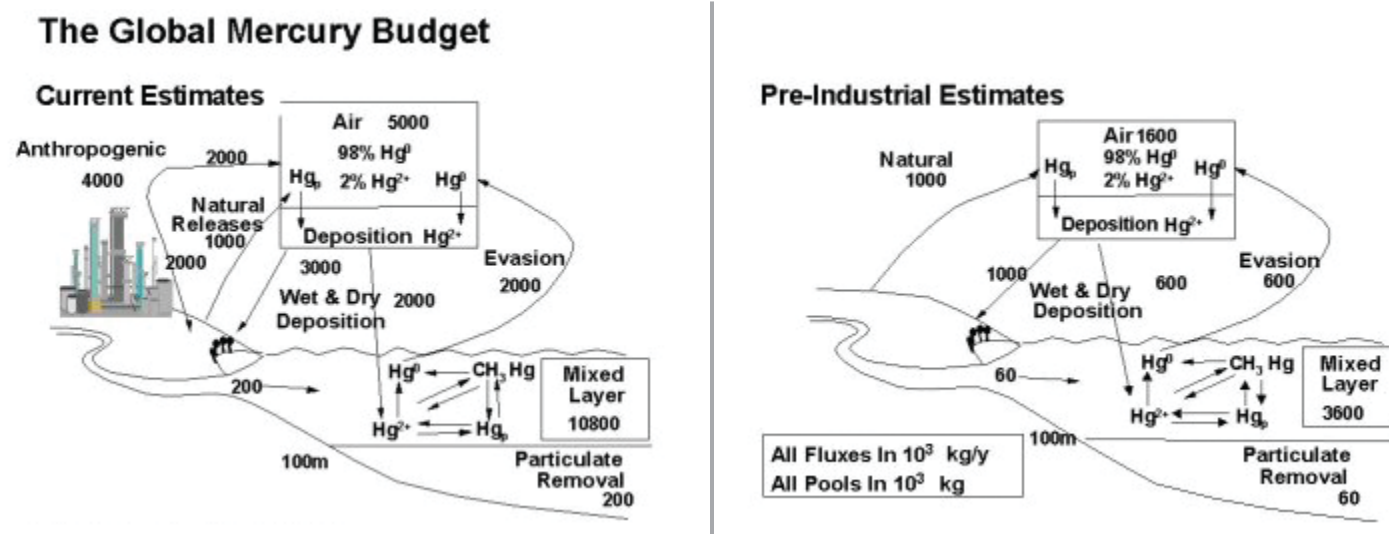 The Global Mercury Budget
Current Estimates
Anthropogenic
4000
2000
Air 5000
98% Hg⁰
2% Hg²⁺
Hgₚ
Hg⁰
Natural
Releases
1000
2000
Deposition Hg²⁺
3000
Wet & Dry
Deposition
2000
Evasion
2000
200
Hg⁰
CH₃ Hg
Hg²⁺
Hgₚ
Mixed
Layer
10800
100m
Particulate
Removal
200
Pre-Industrial Estimates
Natural
1000
Air 1600
98% Hg⁰
2% Hg²⁺
Hgₚ
Hg⁰
Deposition Hg²⁺
1000
Wet & Dry
Deposition
600
Evasion
600
60
Hg⁰
CH₃ Hg
Hg²⁺
Hgₚ
Mixed
Layer
3600
100m
Particulate
Removal
60
All Fluxes In 10³ kg/y
All Pools In 10³ kg